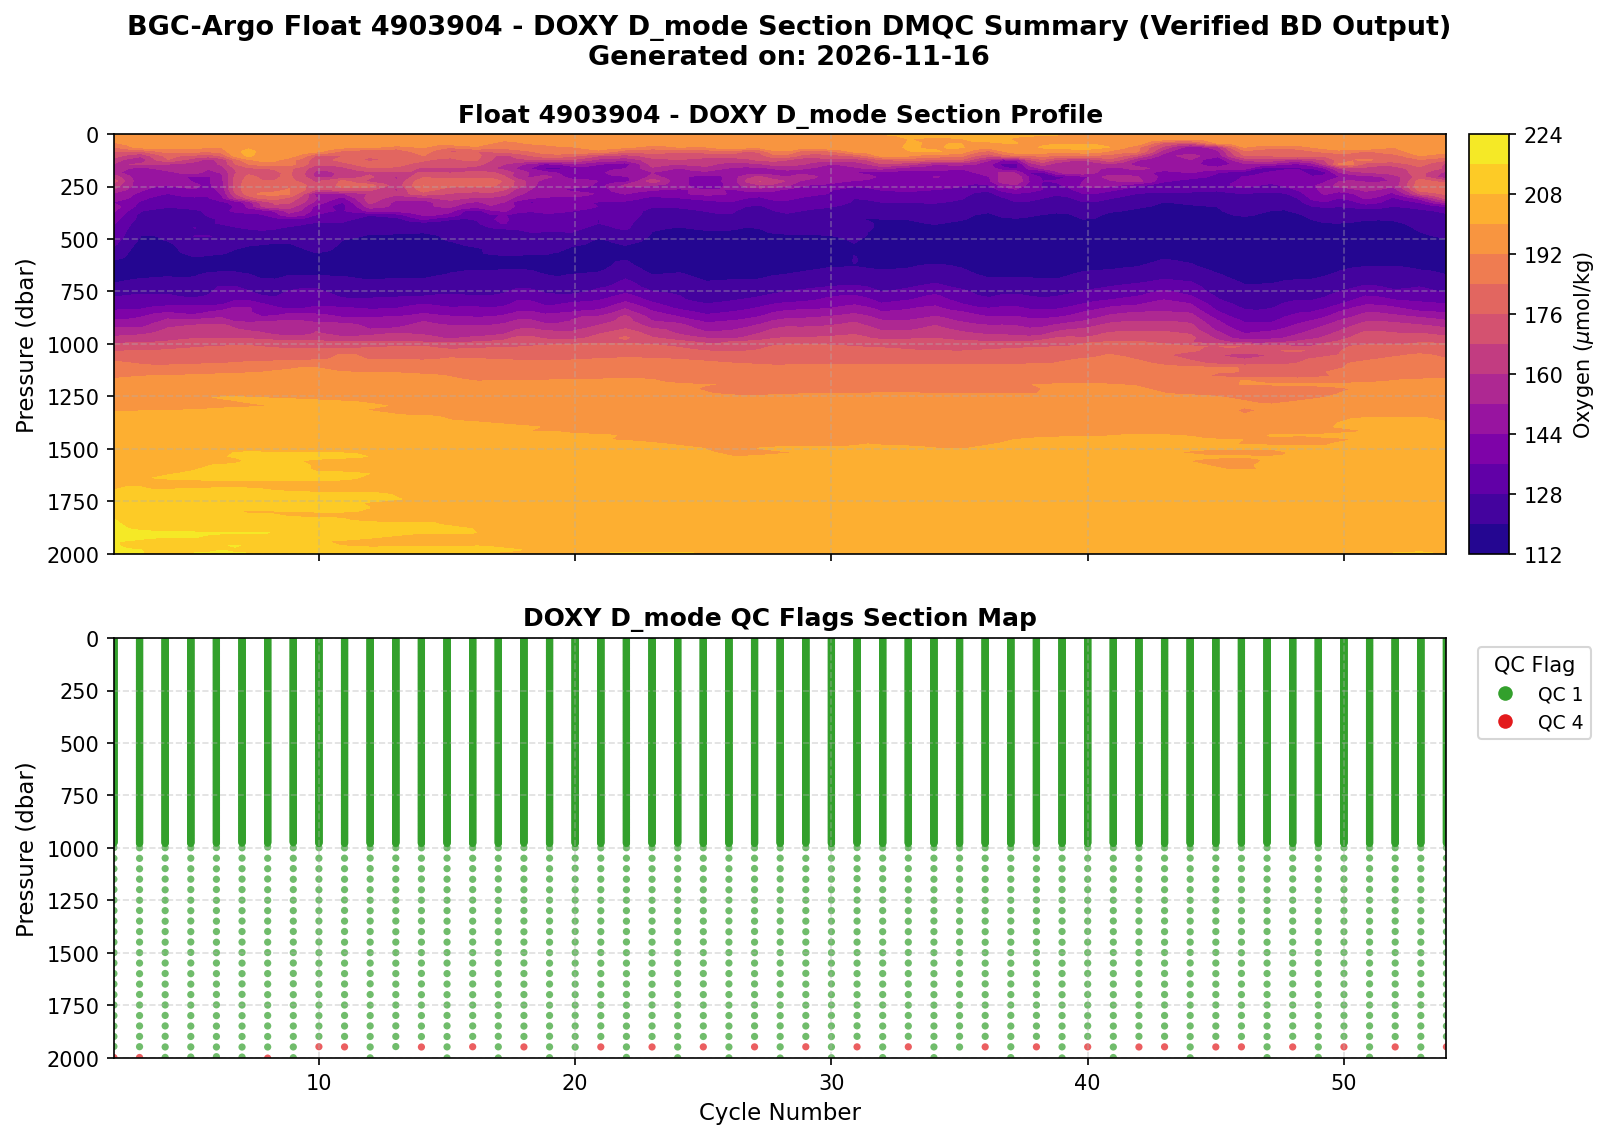 BGC-Argo Float 4903904 - DOXY D_mode Section DMQC Summary (Verified BD Output)
Generated on: 2026-11-16
Float 4903904 - DOXY D_mode Section Profile
Pressure (dbar)
0
250
500
750
1000
1250
1500
1750
2000
224
208
192
176
160
144
128
112
Oxygen (μmol/kg)
DOXY D_mode QC Flags Section Map
Pressure (dbar)
0
250
500
750
1000
1250
1500
1750
2000
10
20
30
40
50
Cycle Number
QC Flag
QC 1
QC 4